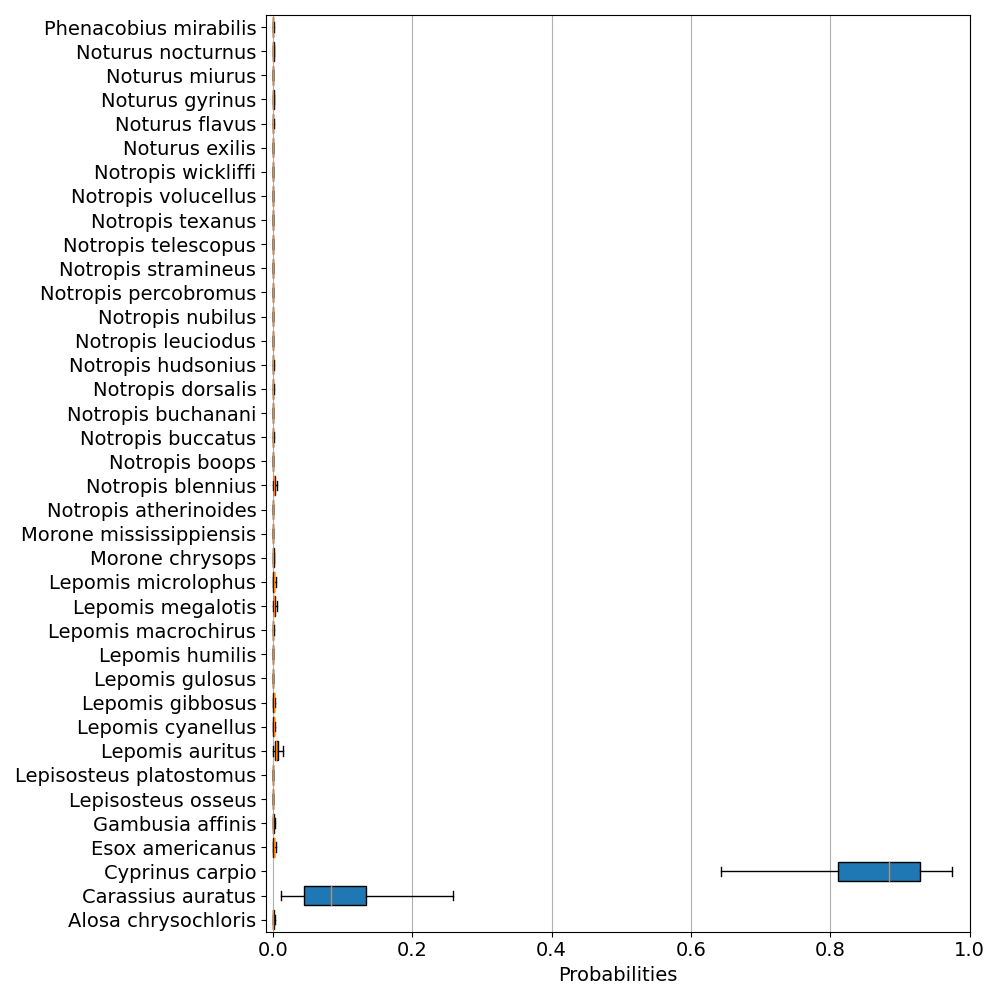 Phenacobius mirabilis
Noturus nocturnus
Noturus miurus
Noturus gyrinus
Noturus flavus
Noturus exilis
Notropis wickliffi
Notropis volucellus
Notropis texanus
Notropis telescopus
Notropis stramineus
Notropis percobromus
Notropis nubilus
Notropis leuciodus
Notropis hudsonius
Notropis dorsalis
Notropis buchanani
Notropis buccatus
Notropis boops
Notropis blennius
Notropis atherinoides
Morone mississippiensis
Morone chrysops
Lepomis microlophus
Lepomis megalotis
Lepomis macrochirus
Lepomis humilis
Lepomis gulosus
Lepomis gibbosus
Lepomis cyanellus
Lepomis auritus
Lepisosteus platostomus
Lepisosteus osseus
Gambusia affinis
Esox americanus
Cyprinus carpio
Carassius auratus
Alosa chrysochloris
0.0 0.2 0.4 0.6 0.8 1.0
Probabilities